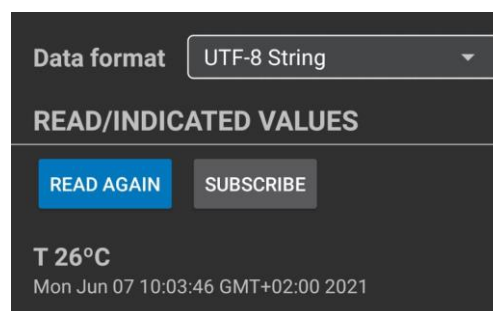 Data format UTF-8 String
READ/INDICATED VALUES
READ AGAIN SUBSCRIBE
T 26ºC
Mon Jun 07 10:03:46 GMT+02:00 2021